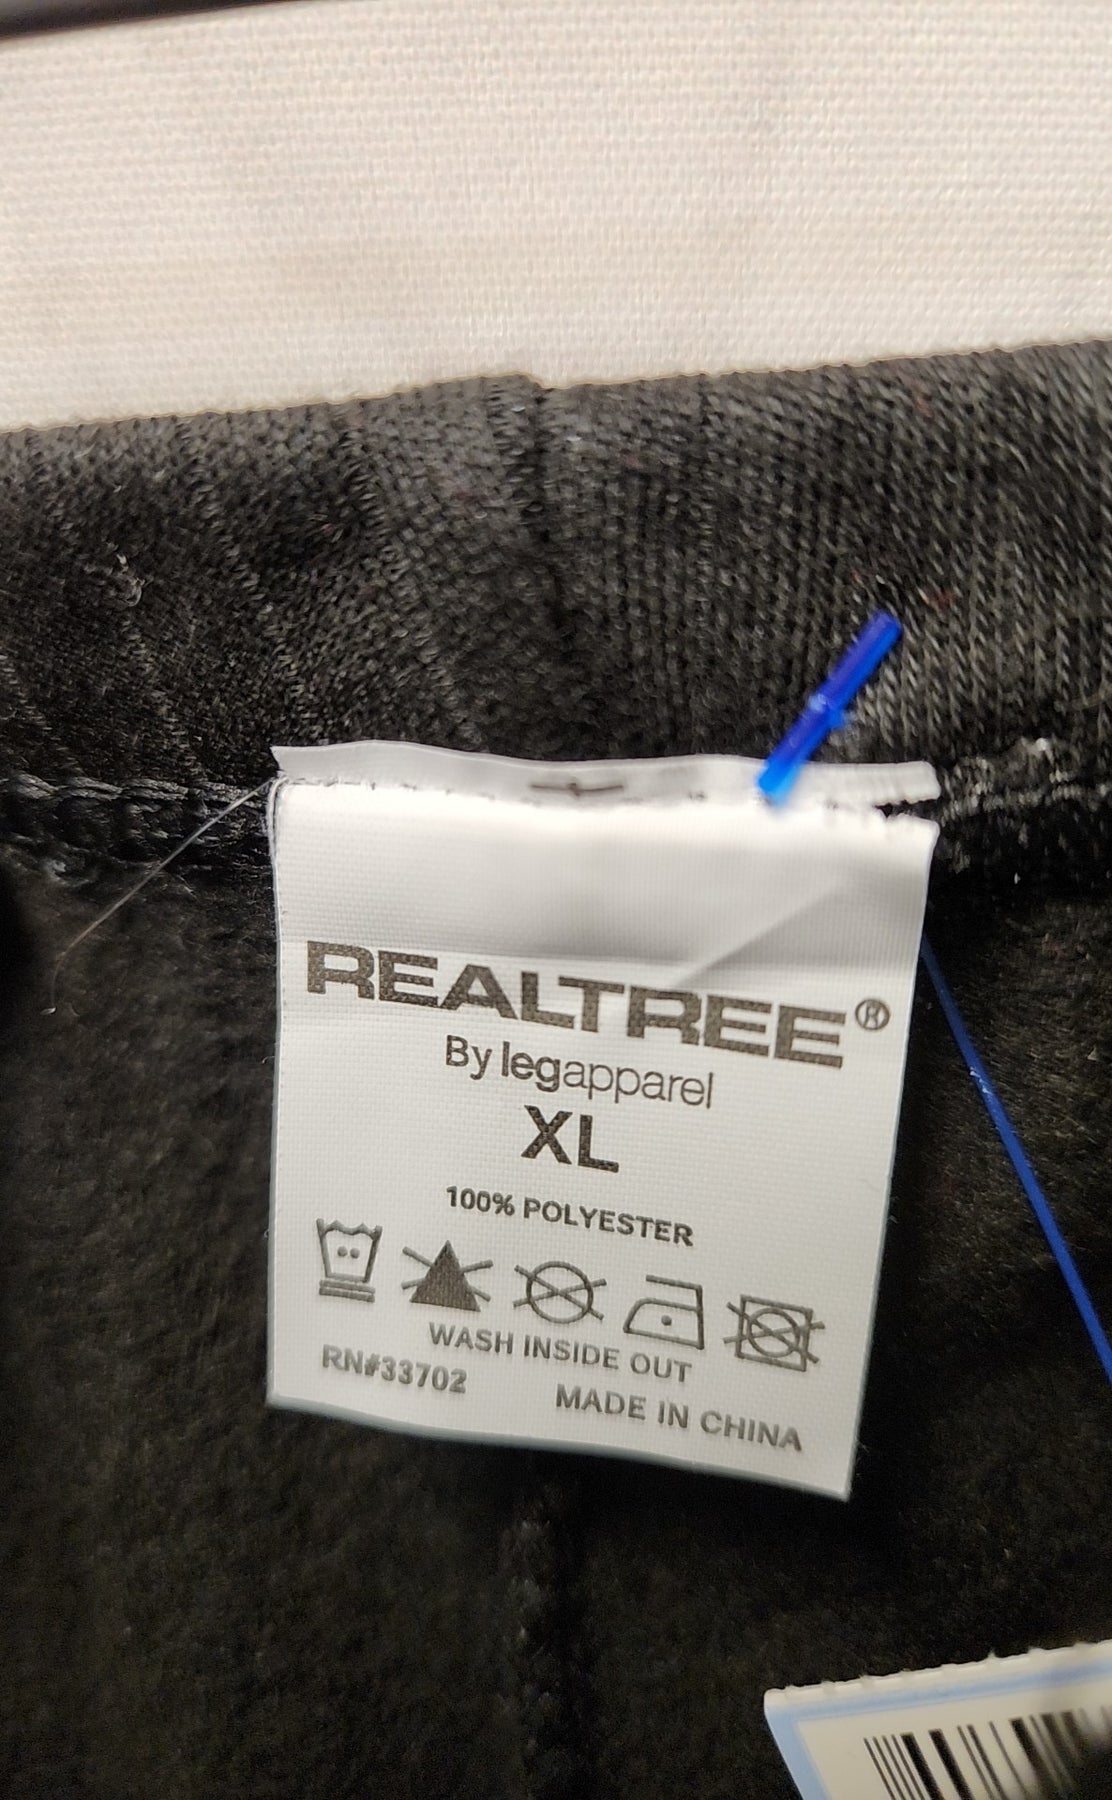 REALTREE®
By legapparel
XL
100% POLYESTER
WASH INSIDE OUT
RN#33702
MADE IN CHINA